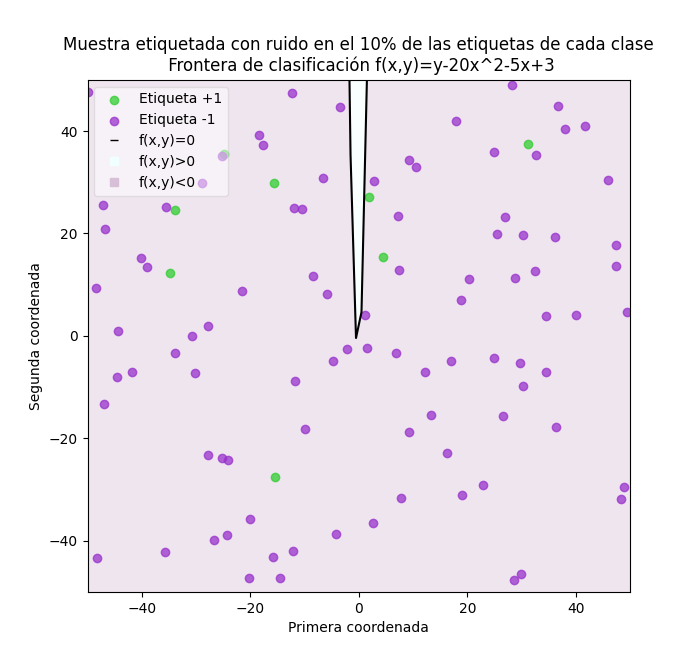 Muestra etiquetada con ruido en el 10% de las etiquetas de cada clase
Frontera de clasificación f(x,y)=y-20x^2-5x+3
Etiqueta +1
Etiqueta -1
f(x,y)=0
f(x,y)>0
f(x,y)<0
Segunda coordenada
40
20
0
−20
−40
−40
−20
0
20
40
Primera coordenada